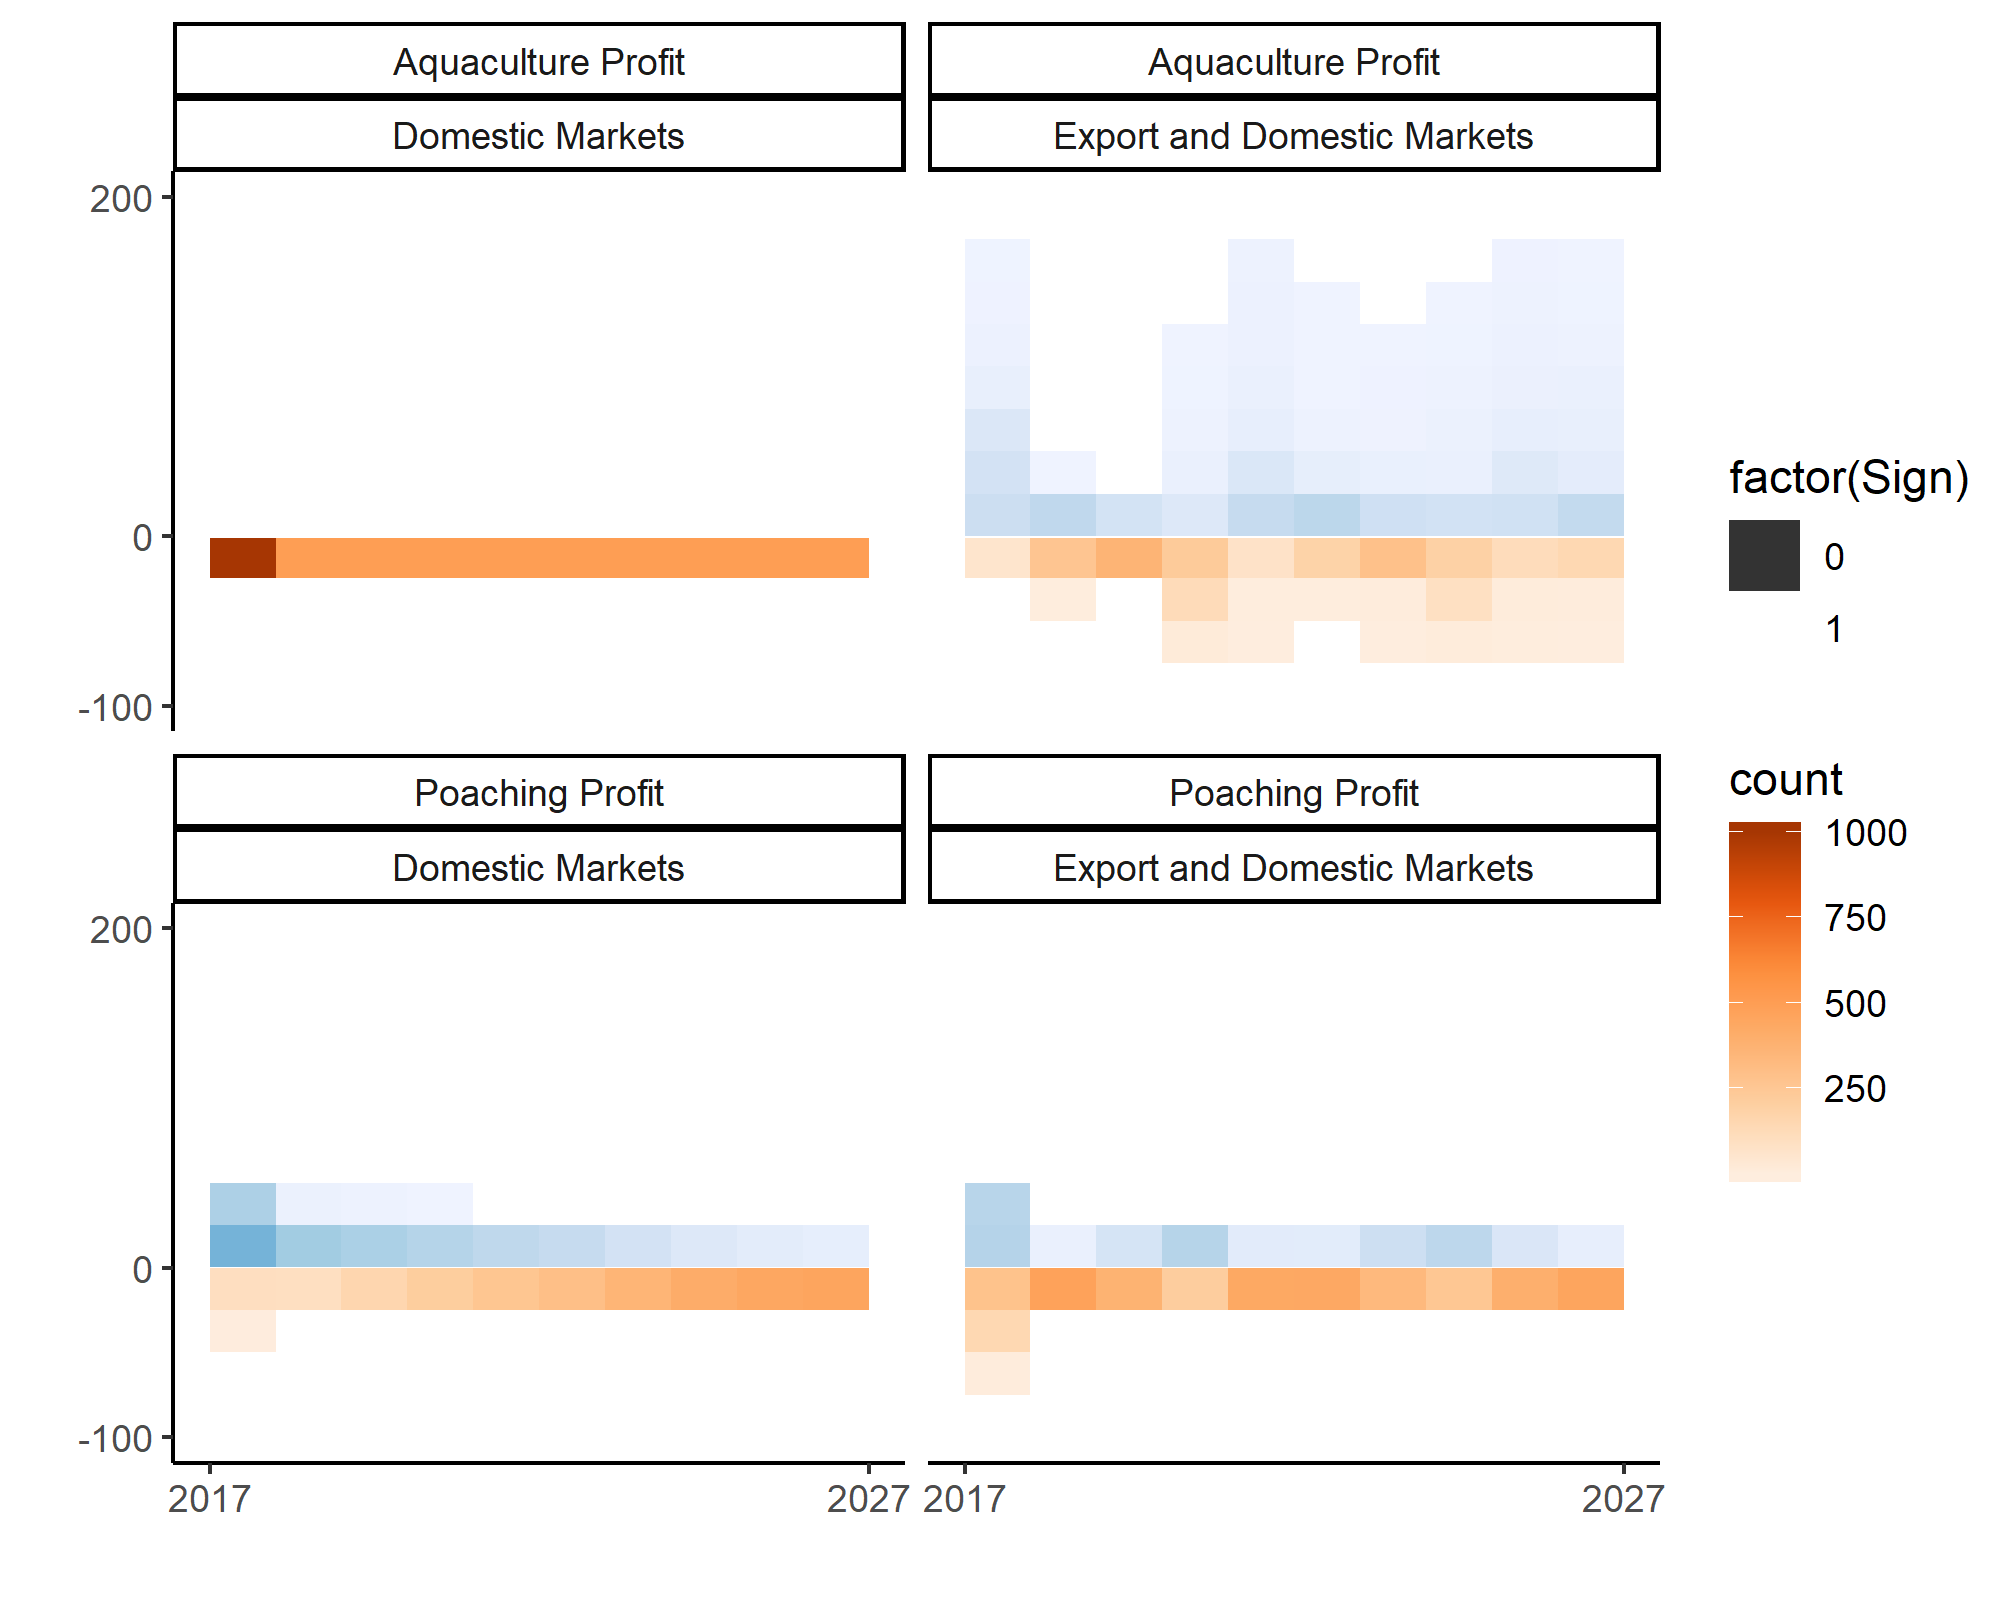 Aquaculture Profit
Aquaculture Profit
Domestic Markets
Export and Domestic Markets
200
0
-100
factor(Sign)
0
1
Poaching Profit
Poaching Profit
Domestic Markets
Export and Domestic Markets
200
0
-100
2017
2027
2017
2027
count
1000
750
500
250